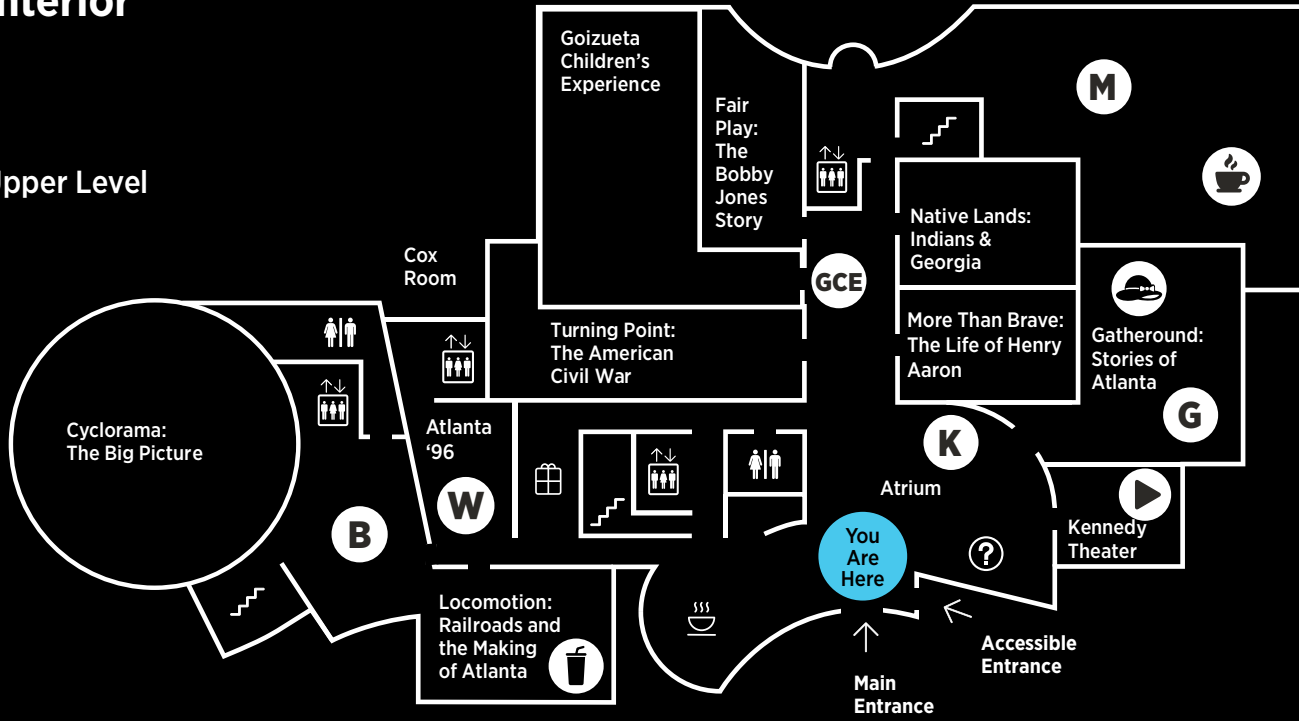 Interior
Upper Level
Goizueta
Children's
Experience
Fair
Play:
The
Bobby
Jones
Story
M
Native Lands:
Indians &
Georgia
Cox
Room
GCE
More Than Brave:
The Life of Henry
Aaron
Gatheround:
Stories of
Atlanta
G
Turning Point:
The American
Civil War
Cyclorama:
The Big Picture
Atlanta
‘96
W
B
K
Atrium
You
Are
Here
?
Kennedy
Theater
Locomotion:
Railroads and
the Making
of Atlanta
Accessible
Entrance
Main
Entrance